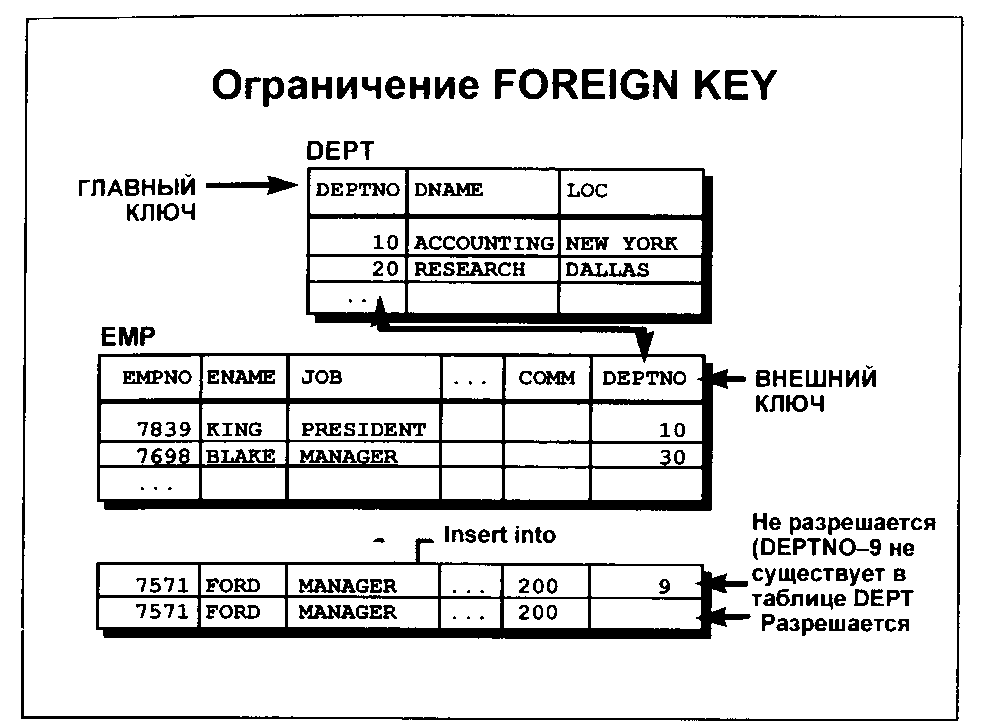 Ограничение FOREIGN KEY
DEPT
ГЛАВНЫЙ
КЛЮЧ
DEPTNO DNAME LOC
10 ACCOUNTING NEW YORK
20 RESEARCH DALLAS
...
EMP
EMPNO ENAME JOB ... COMM DEPTNO
ВНЕШНИЙ
КЛЮЧ
7839 KING PRESIDENT 10
7698 BLAKE MANAGER 30
...
Insert into
7571 FORD MANAGER ... 200 9
7571 FORD MANAGER ... 200
Не разрешается
(DEPTNO–9 не
существует в
таблице DEPT
Разрешается